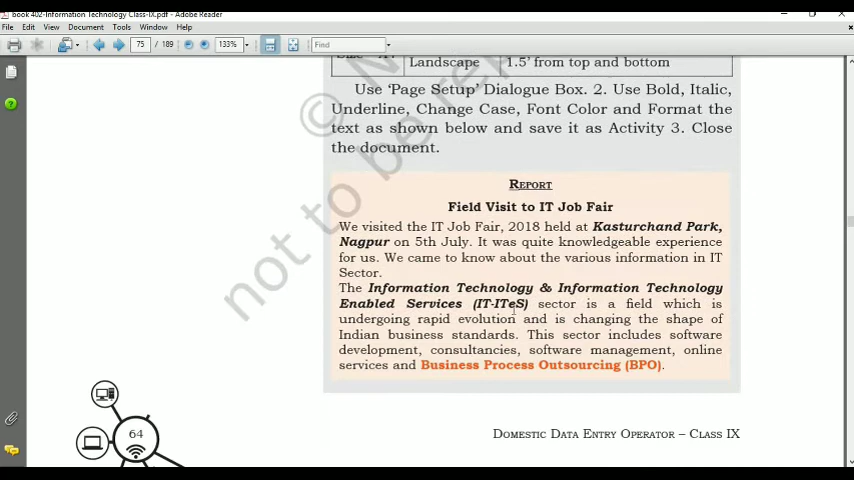 book 402-Information Technology Class-IX.pdf - Adobe Reader
File Edit View Document Tools Window Help
75 / 189 133% Find
Landscape 1.5' from top and bottom
Use 'Page Setup' Dialogue Box. 2. Use Bold, Italic,
Underline, Change Case, Font Color and Format the
text as shown below and save it as Activity 3. Close
the document.
REPORT
Field Visit to IT Job Fair
We visited the IT Job Fair, 2018 held at Kasturchand Park,
Nagpur on 5th July. It was quite knowledgeable experience
for us. We came to know about the various information in IT
Sector.
The Information Technology & Information Technology
Enabled Services (IT-ITeS) sector is a field which is
undergoing rapid evolution and is changing the shape of
Indian business standards. This sector includes software
development, consultancies, software management, online
services and Business Process Outsourcing (BPO).
64
DOMESTIC DATA ENTRY OPERATOR – CLASS IX
© 
not to be